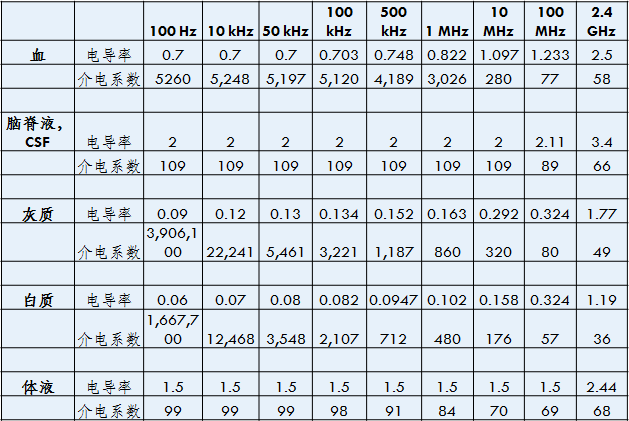 100 Hz 10 kHz 50 kHz 100 kHz 500 kHz 1 MHz 10 MHz 100 MHz 2.4 GHz
血 电导率 0.7 0.7 0.7 0.703 0.748 0.822 1.097 1.233 2.5
介电系数 5260 5,248 5,197 5,120 4,189 3,026 280 77 58
脑脊液，CSF 电导率 2 2 2 2 2 2 2 2.11 3.4
介电系数 109 109 109 109 109 109 109 89 66
灰质 电导率 0.09 0.12 0.13 0.134 0.152 0.163 0.292 0.324 1.77
介电系数 3,906,100 22,241 5,461 3,221 1,187 860 320 80 49
白质 电导率 0.06 0.07 0.08 0.082 0.0947 0.102 0.158 0.324 1.19
介电系数 1,667,700 12,468 3,548 2,107 712 480 176 57 36
体液 电导率 1.5 1.5 1.5 1.5 1.5 1.5 1.5 1.5 2.44
介电系数 99 99 99 98 91 84 70 69 68